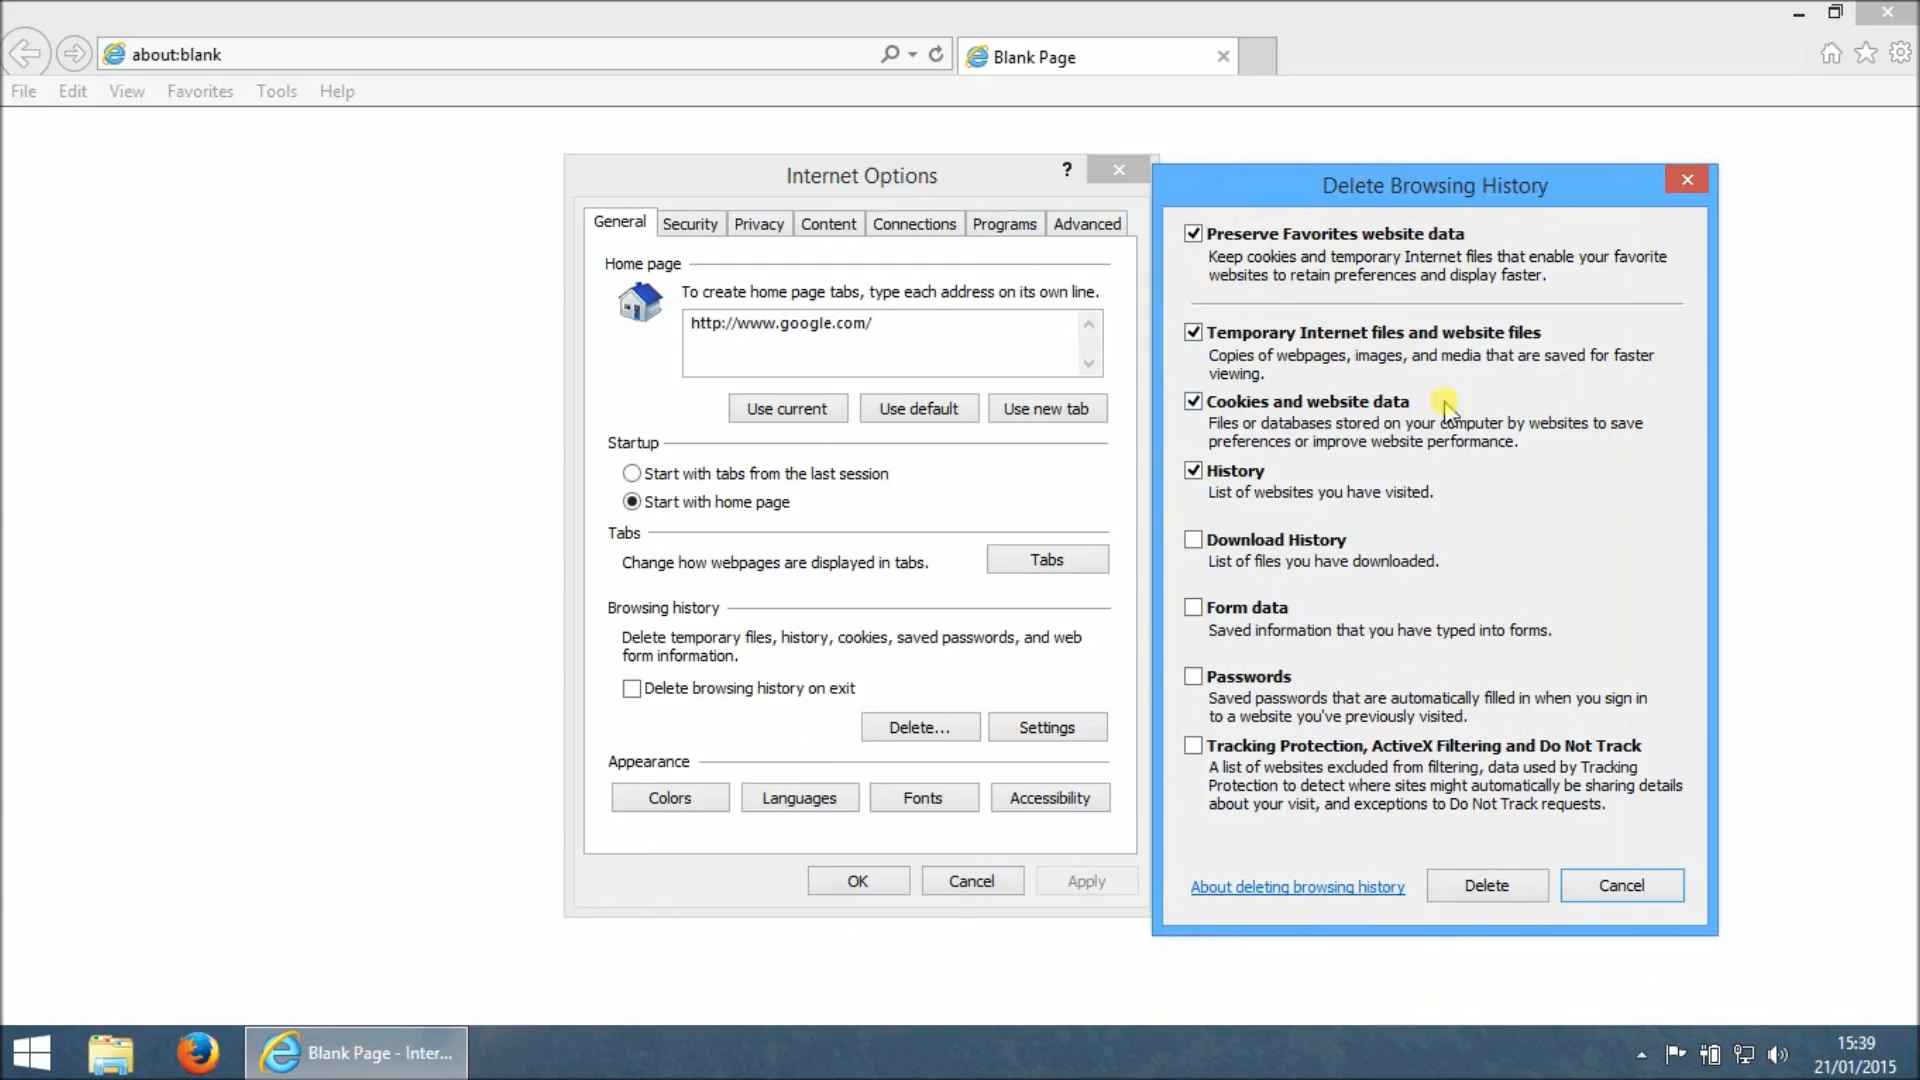 about:blank
Blank Page
File Edit View Favorites Tools Help
Internet Options
?
General Security Privacy Content Connections Programs Advanced
Home page
To create home page tabs, type each address on its own line.
http://www.google.com/
Use current Use default Use new tab
Startup
Start with tabs from the last session
Start with home page
Tabs
Change how webpages are displayed in tabs.
Tabs
Browsing history
Delete temporary files, history, cookies, saved passwords, and web
form information.
Delete browsing history on exit
Delete... Settings
Appearance
Colors Languages Fonts Accessibility
OK Cancel Apply
Delete Browsing History
Preserve Favorites website data
Keep cookies and temporary Internet files that enable your favorite
websites to retain preferences and display faster.
Temporary Internet files and website files
Copies of webpages, images, and media that are saved for faster
viewing.
Cookies and website data
Files or databases stored on your computer by websites to save
preferences or improve website performance.
History
List of websites you have visited.
Download History
List of files you have downloaded.
Form data
Saved information that you have typed into forms.
Passwords
Saved passwords that are automatically filled in when you sign in
to a website you've previously visited.
Tracking Protection, ActiveX Filtering and Do Not Track
A list of websites excluded from filtering, data used by Tracking
Protection to detect where sites might automatically be sharing details
about your visit, and exceptions to Do Not Track requests.
About deleting browsing history
Delete Cancel
Blank Page - Inter...
15:39
21/01/2015